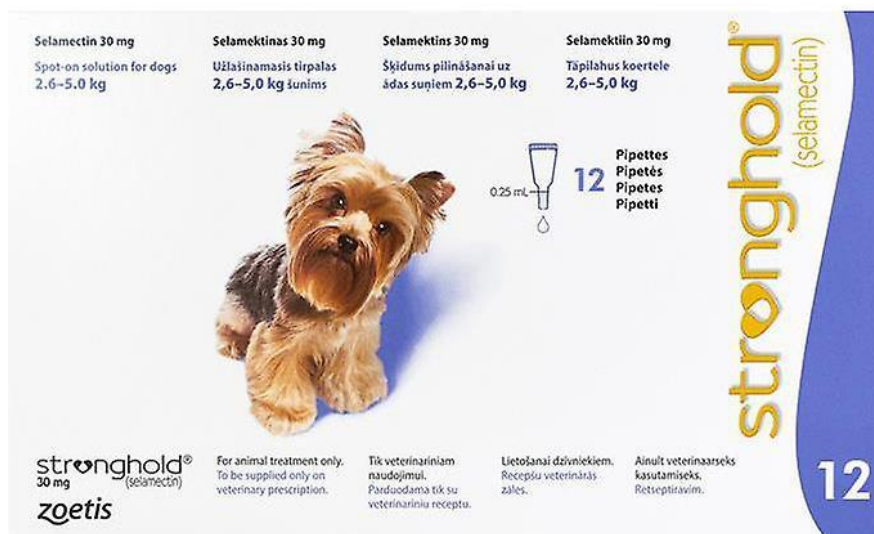 Selamectin 30 mg
Spot-on solution for dogs
2.6–5.0 kg
Selamektinas 30 mg
Užlašinamasis tirpalas
2,6–5,0 kg šunims
Selamektins 30 mg
Šķidums pilināšanai uz
ādas suņiem 2,6–5,0 kg
Selamektiin 30 mg
Täpilahus koertele
2,6–5,0 kg
0.25 mL
12
Pipettes
Pipetės
Pipetes
Pipetti
stronghold®
(selamectin)
stronghold®
30 mg (selamectin)
zoetis
For animal treatment only.
To be supplied only on
veterinary prescription.
Tik veterinariniam
naudojimui.
Parduodama tik su
veterinariniu receptu.
Lietošanai dzīvniekiem.
Recepšu veterinārās
zāles.
Ainult veterinaarseks
kasutamiseks.
Retseptiravim.
12